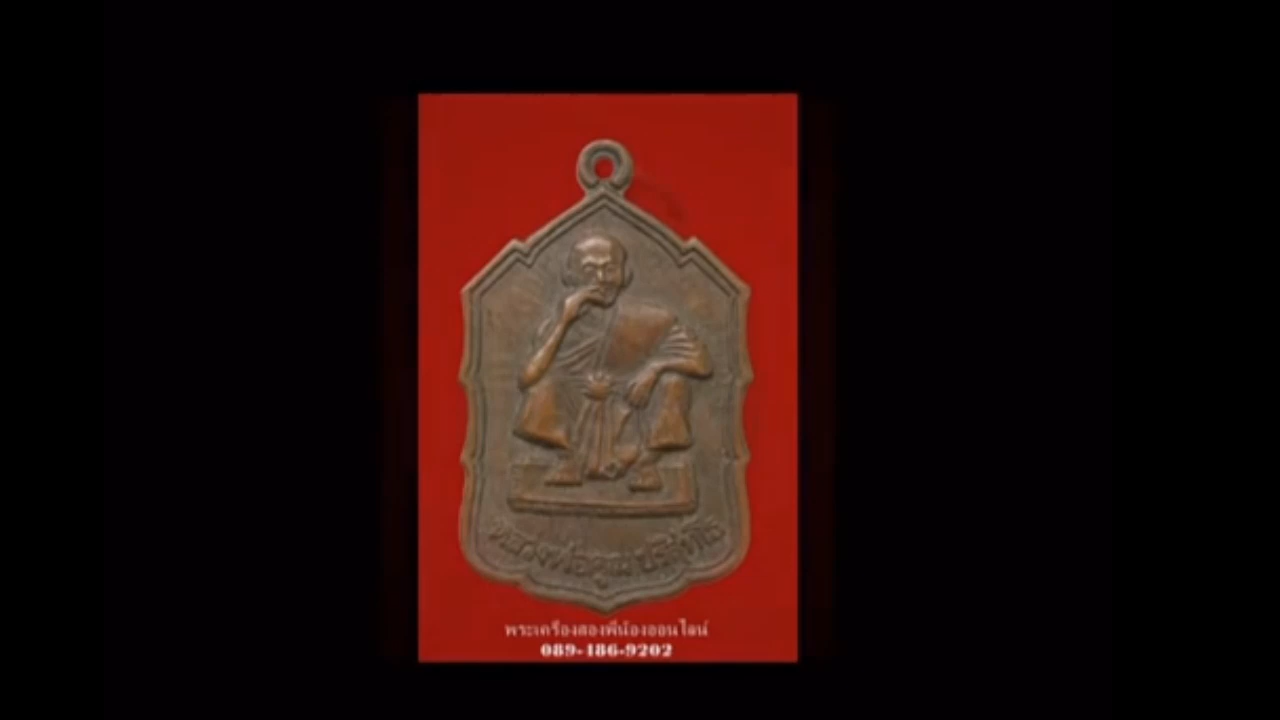 หลวงพ่อคูณ ปริสุทโธ
พระเครื่องสองพี่น้องออนไลน์
089-486-9202